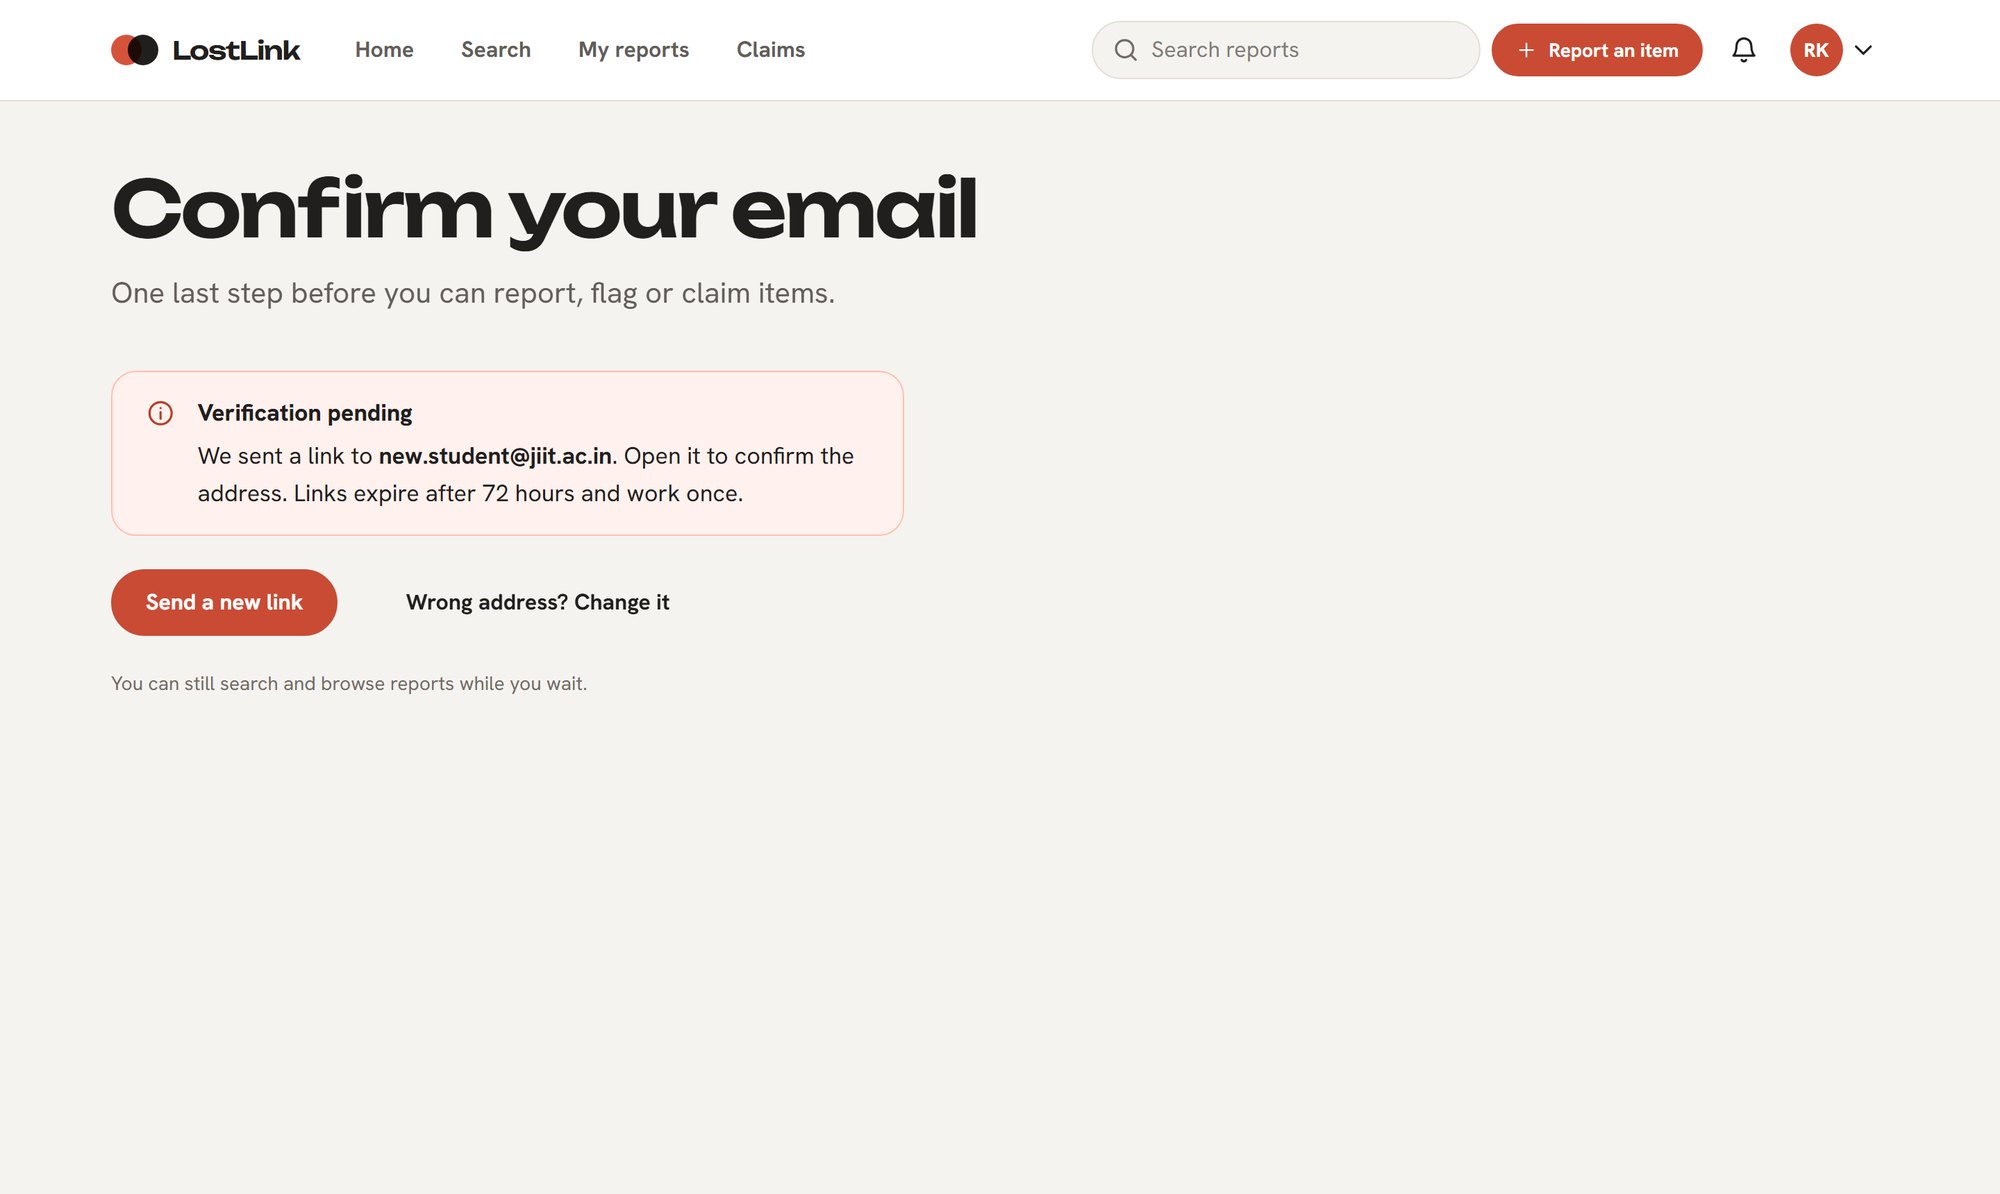 LostLink
Home
Search
My reports
Claims
Search reports
+ Report an item
RK
Confirm your email
One last step before you can report, flag or claim items.
Verification pending
We sent a link to new.student@jiit.ac.in. Open it to confirm the
address. Links expire after 72 hours and work once.
Send a new link
Wrong address? Change it
You can still search and browse reports while you wait.